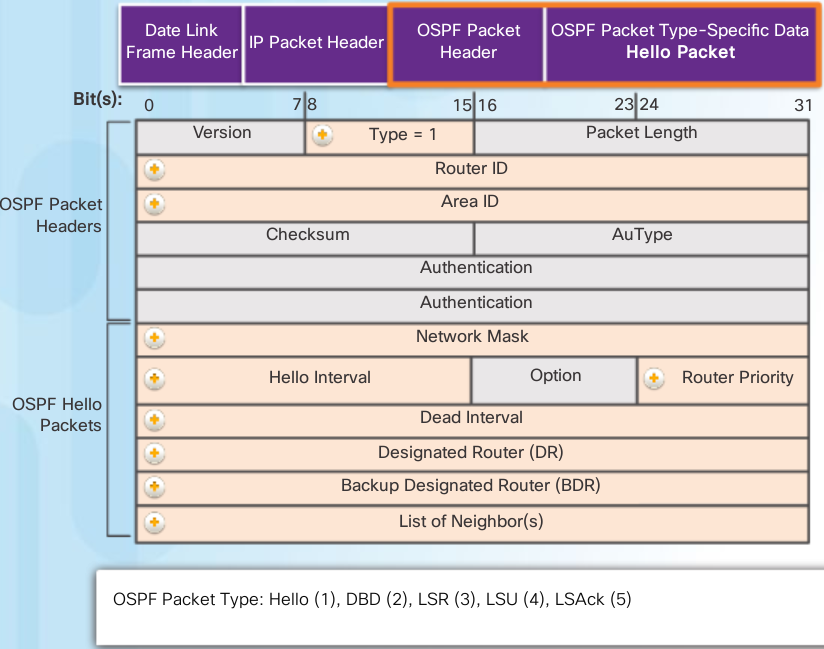 Date Link
Frame Header
IP Packet Header
OSPF Packet
Header
OSPF Packet Type-Specific Data
Hello Packet
Bit(s):
0
7
8
15
16
23
24
31
Version
Type = 1
Packet Length
Router ID
Area ID
OSPF Packet
Headers
Checksum
AuType
Authentication
Authentication
Network Mask
Hello Interval
Option
Router Priority
OSPF Hello
Packets
Dead Interval
Designated Router (DR)
Backup Designated Router (BDR)
List of Neighbor(s)
OSPF Packet Type: Hello (1), DBD (2), LSR (3), LSU (4), LSAck (5)